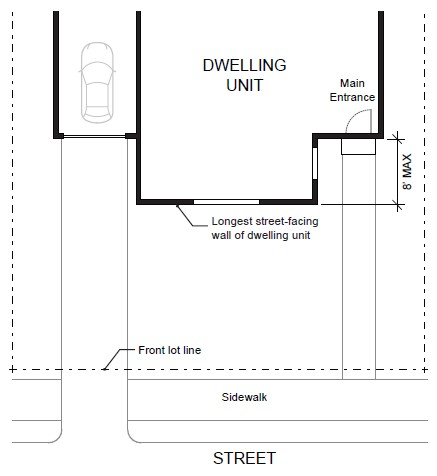 DWELLING
UNIT
Main
Entrance
8' MAX
Longest street-facing
wall of dwelling unit
Front lot line
Sidewalk
STREET